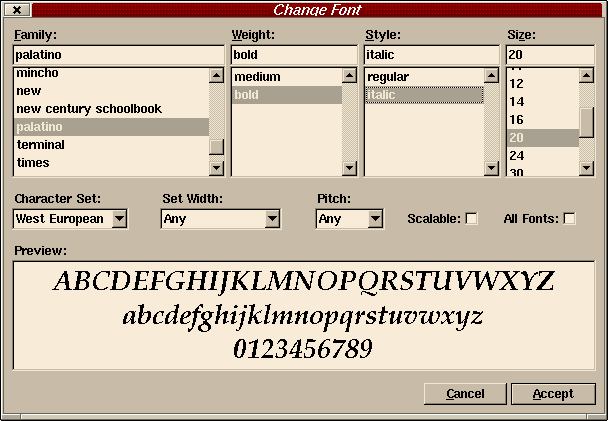 Change Font
Family: Weight: Style: Size:
palatino bold italic 20
mincho medium regular
new bold italic 12
new century schoolbook 14
palatino 16
terminal 20
times 24
30
Character Set: Set Width: Pitch:
West European Any Any Scalable: All Fonts:
Preview:
ABCDEFGHIJKLMNOPQRSTUVWXYZ
abcdefghijklmnopqrstuvwxyz
0123456789
Cancel Accept